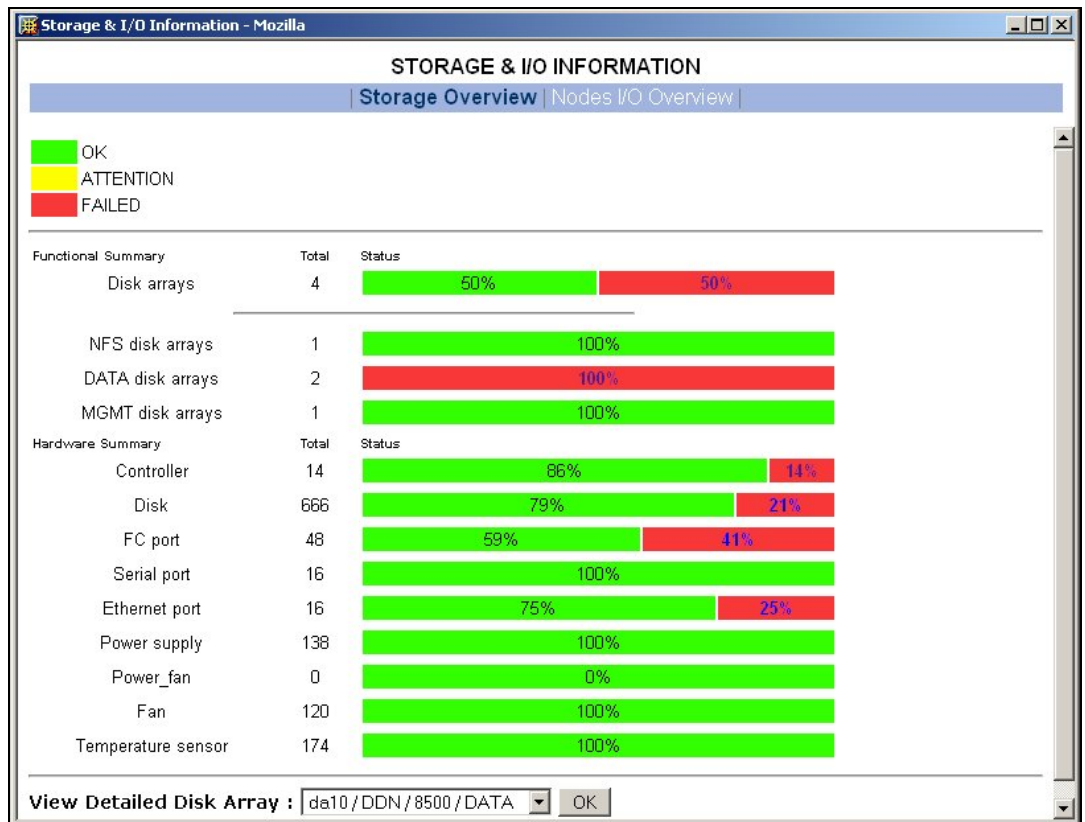 Storage & I/O Information - Mozilla
STORAGE & I/O INFORMATION
| Storage Overview | Nodes I/O Overview |
OK
ATTENTION
FAILED
Functional Summary Total Status
Disk arrays 4 50% 50%
NFS disk arrays 1 100%
DATA disk arrays 2 100%
MGMT disk arrays 1 100%
Hardware Summary Total Status
Controller 14 86% 14%
Disk 666 79% 21%
FC port 48 59% 41%
Serial port 16 100%
Ethernet port 16 75% 25%
Power supply 138 100%
Power_fan 0 0%
Fan 120 100%
Temperature sensor 174 100%
View Detailed Disk Array : da10 / DDN / 8500 / DATA OK